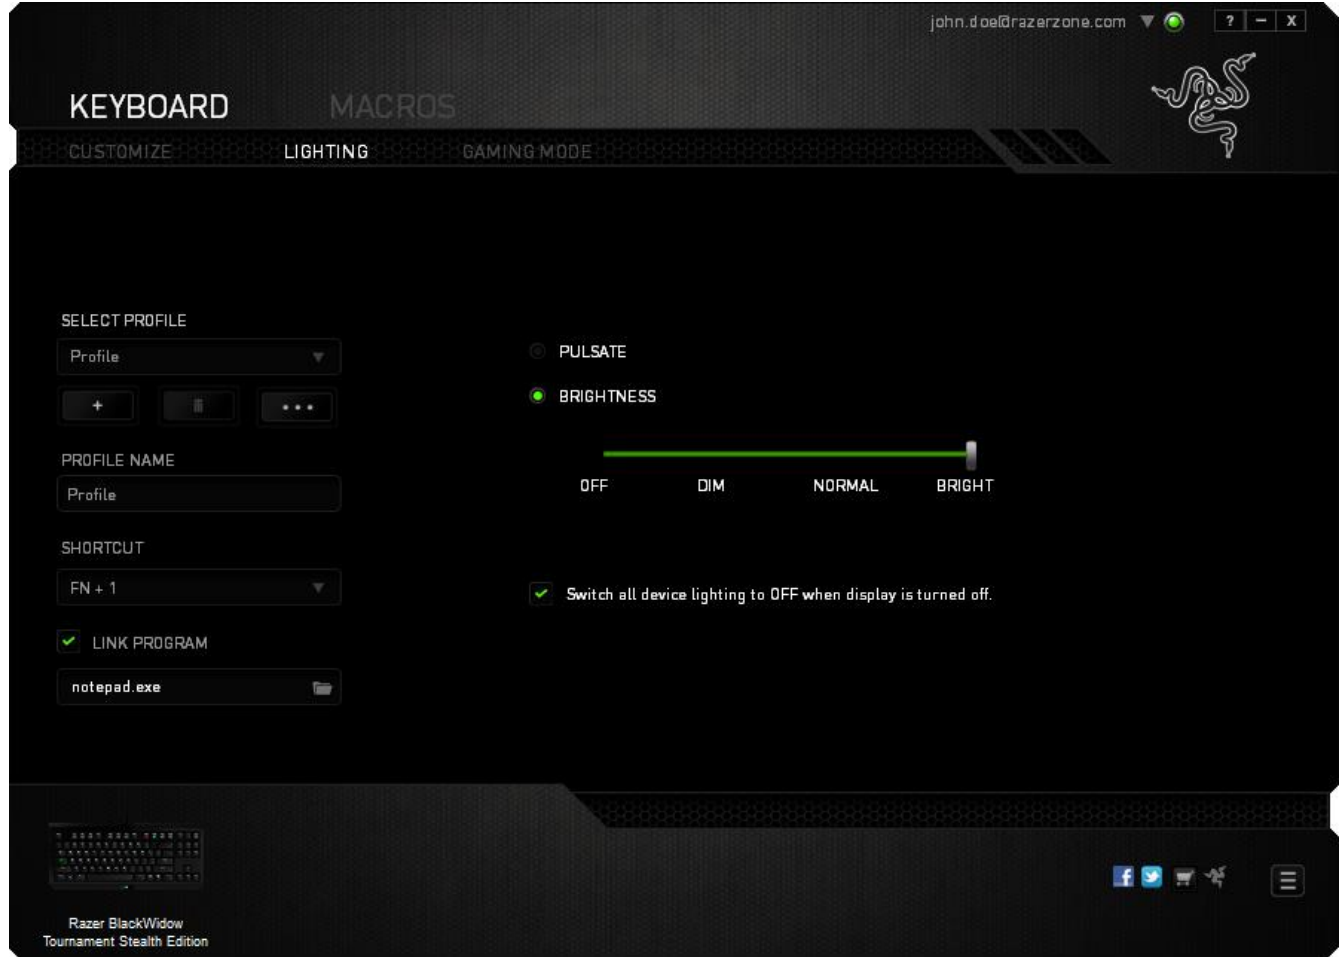 john.doe@razerzone.com
? – X
KEYBOARD MACROS
CUSTOMIZE LIGHTING GAMING MODE
SELECT PROFILE
Profile
+ •••
PROFILE NAME
Profile
SHORTCUT
FN + 1
LINK PROGRAM
notepad.exe
PULSATE
BRIGHTNESS
OFF DIM NORMAL BRIGHT
Switch all device lighting to OFF when display is turned off.
Razer BlackWidow
Tournament Stealth Edition